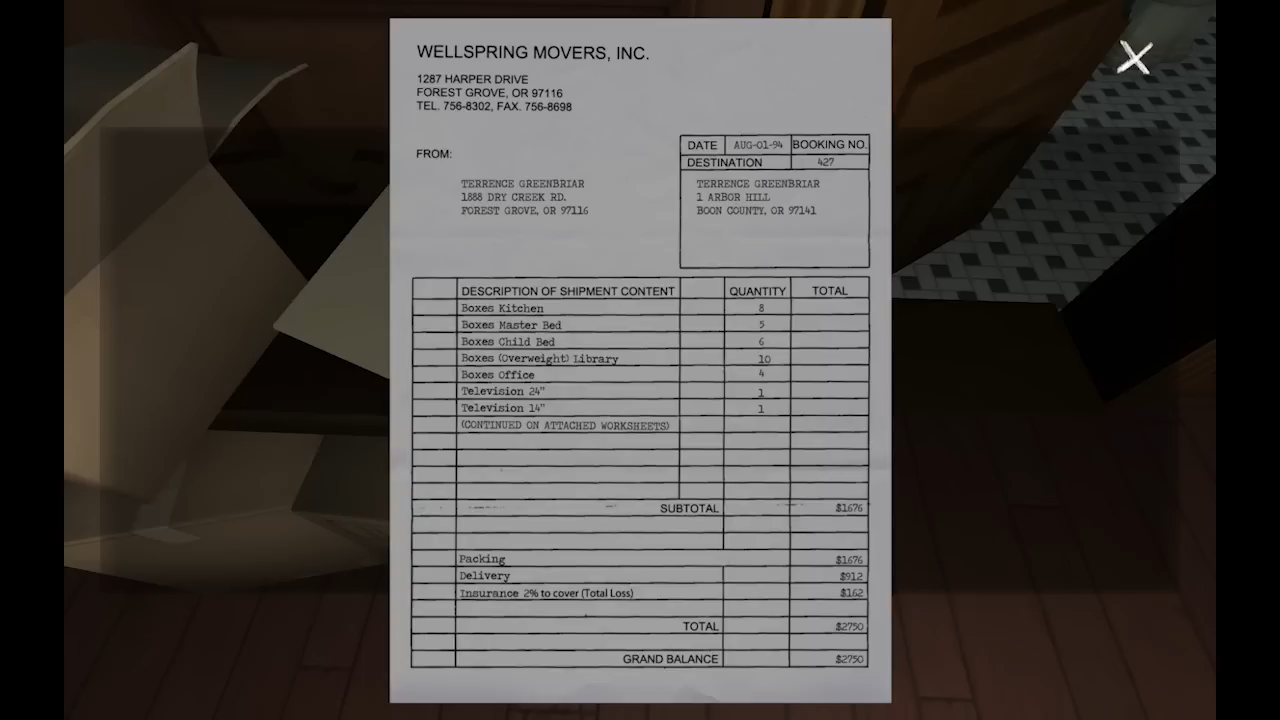 WELLSPRING MOVERS, INC.
1287 HARPER DRIVE
FOREST GROVE, OR 97116
TEL. 756-8302, FAX. 756-8698
DATE AUG-01-94 BOOKING NO.
FROM: DESTINATION 427
TERRENCE GREENBRIAR TERRENCE GREENBRIAR
1888 DRY CREEK RD. 1 ARBOR HILL
FOREST GROVE, OR 97116 BOON COUNTY, OR 97141
DESCRIPTION OF SHIPMENT CONTENT QUANTITY TOTAL
Boxes Kitchen 8
Boxes Master Bed 5
Boxes Child Bed 6
Boxes (Overweight) Library 10
Boxes Office 4
Television 24" 1
Television 14" 1
(CONTINUED ON ATTACHED WORKSHEETS)
SUBTOTAL $1676
Packing $1676
Delivery $912
Insurance 2% to cover (Total Loss) $162
TOTAL $2750
GRAND BALANCE $2750